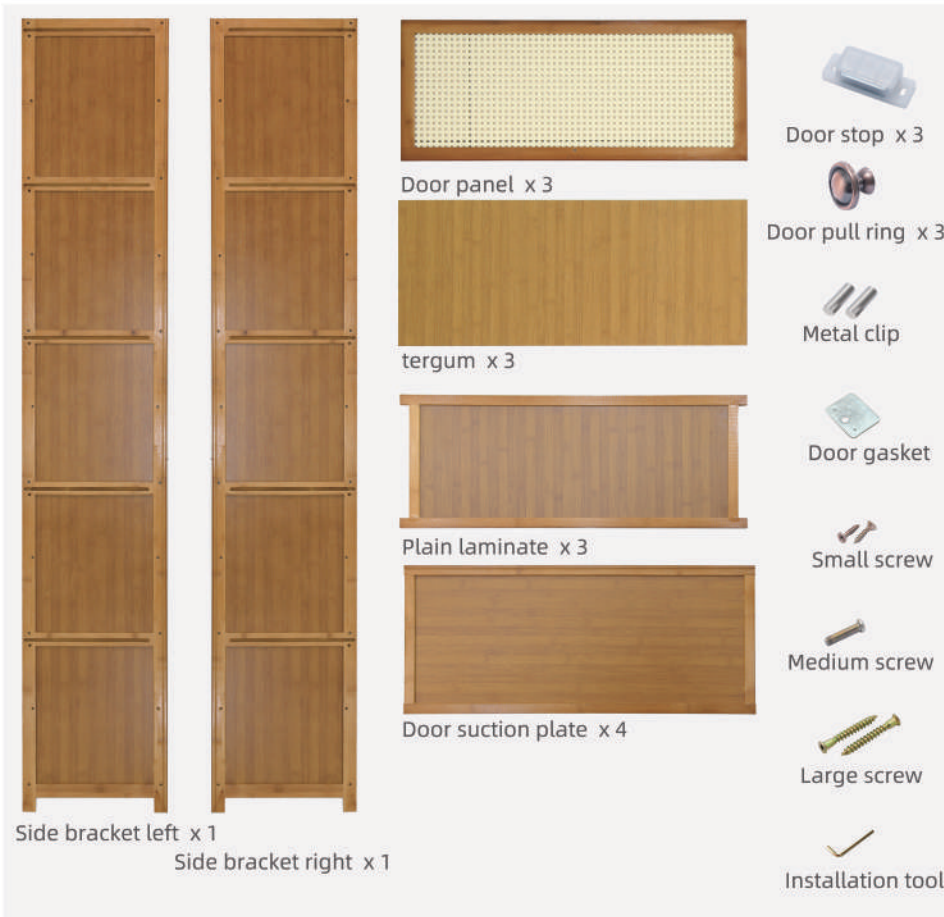 Door stop x 3
Door panel x 3
Door pull ring x 3
Metal clip
tergum x 3
Door gasket
Plain laminate x 3
Small screw
Medium screw
Door suction plate x 4
Large screw
Side bracket left x 1
Side bracket right x 1
Installation tool